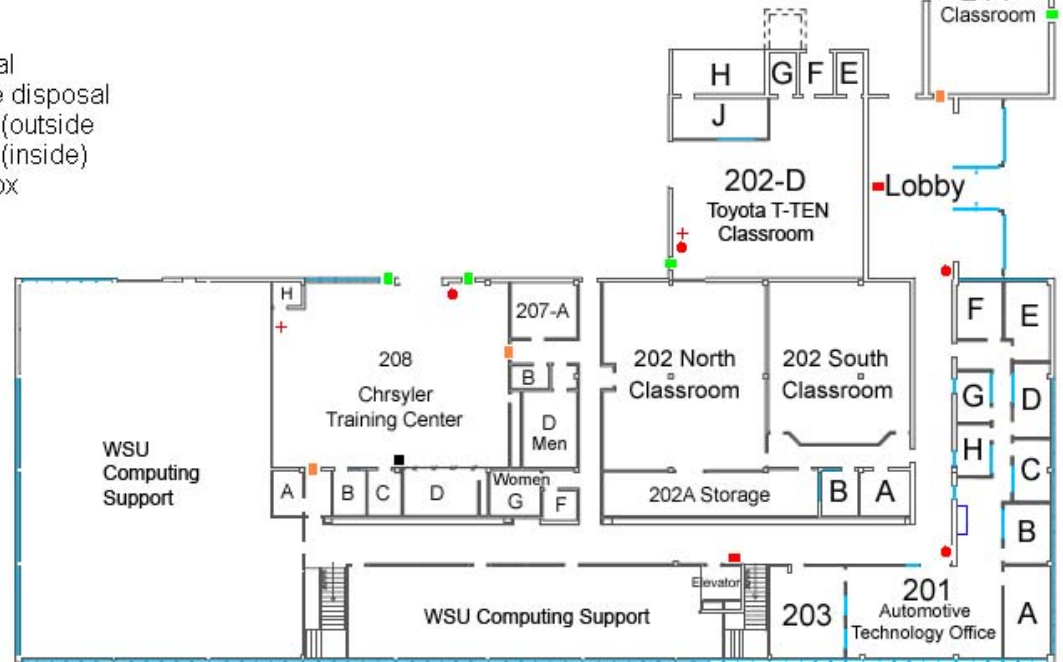 al
e disposal
(outside
(inside)
ox
Classroom
H
G
F
E
J
202-D
Toyota T-TEN
Classroom
Lobby
H
207-A
208
Chrsyler
Training Center
B
D
Men
202 North
Classroom
202 South
Classroom
F
E
G
D
H
C
WSU
Computing
Support
A
B
C
D
Women
G
F
202A Storage
B
A
B
Elevator
WSU Computing Support
203
201
Automotive
Technology Office
A